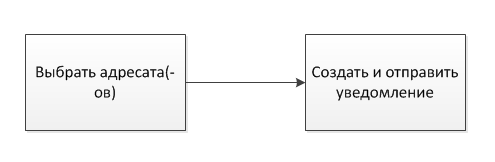 Выбрать адресата(-
ов)
Создать и отправить
уведомление